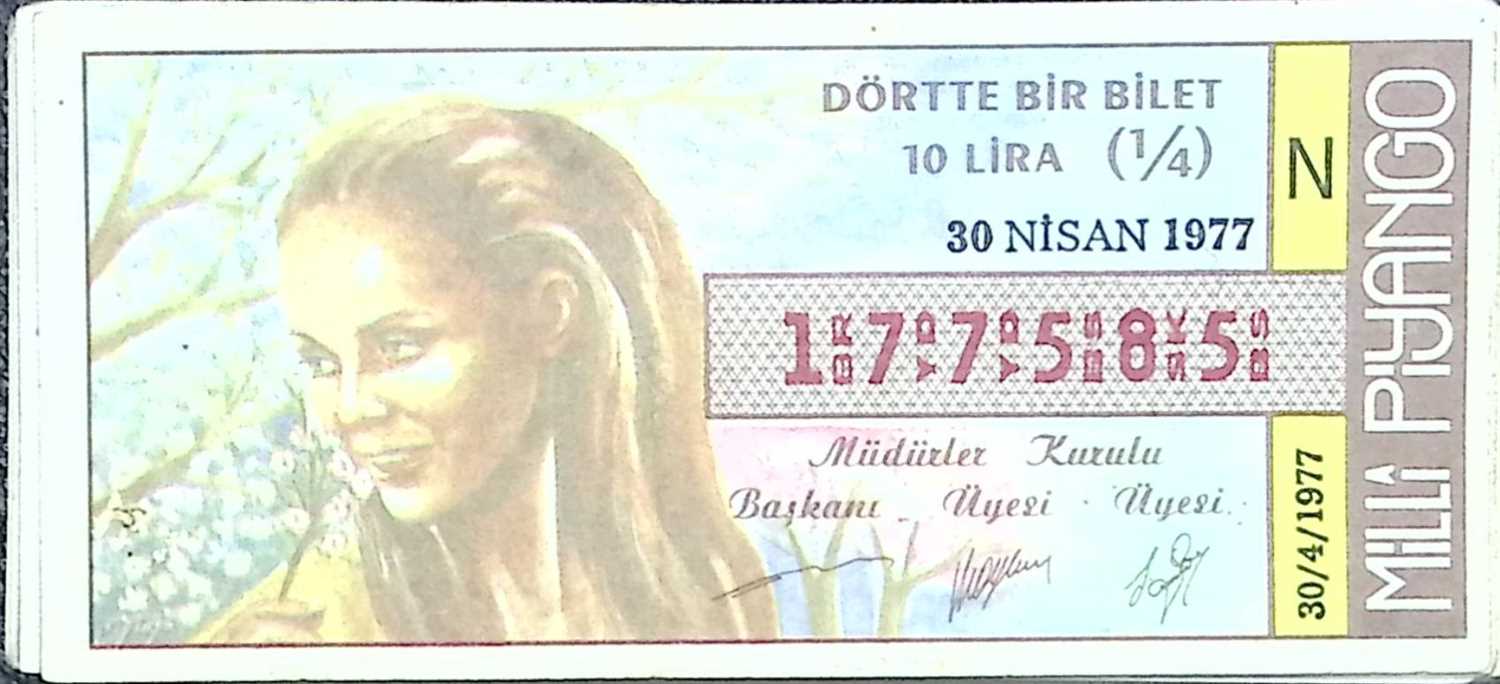 DÖRTTE BİR BİLET
10 LİRA (1/4)
30 NİSAN 1977
N
177585
Müdürler Kurulu
Başkanı Üyesi Üyesi
30/4/1977
MİLLÎ PİYANGO